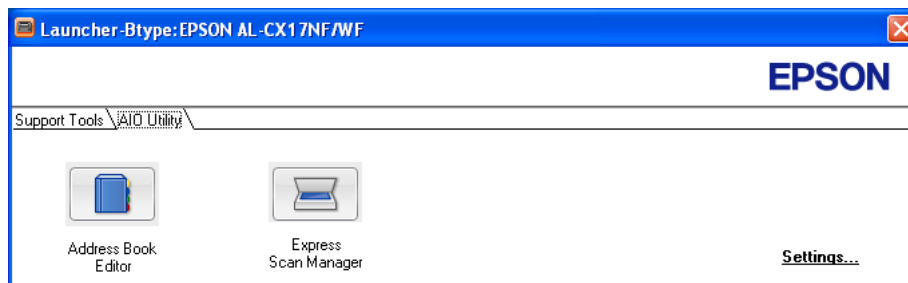 Launcher-Btype:EPSON AL-CX17NF/WF
EPSON
Support Tools AIO Utility
Address Book
Editor
Express
Scan Manager
Settings...